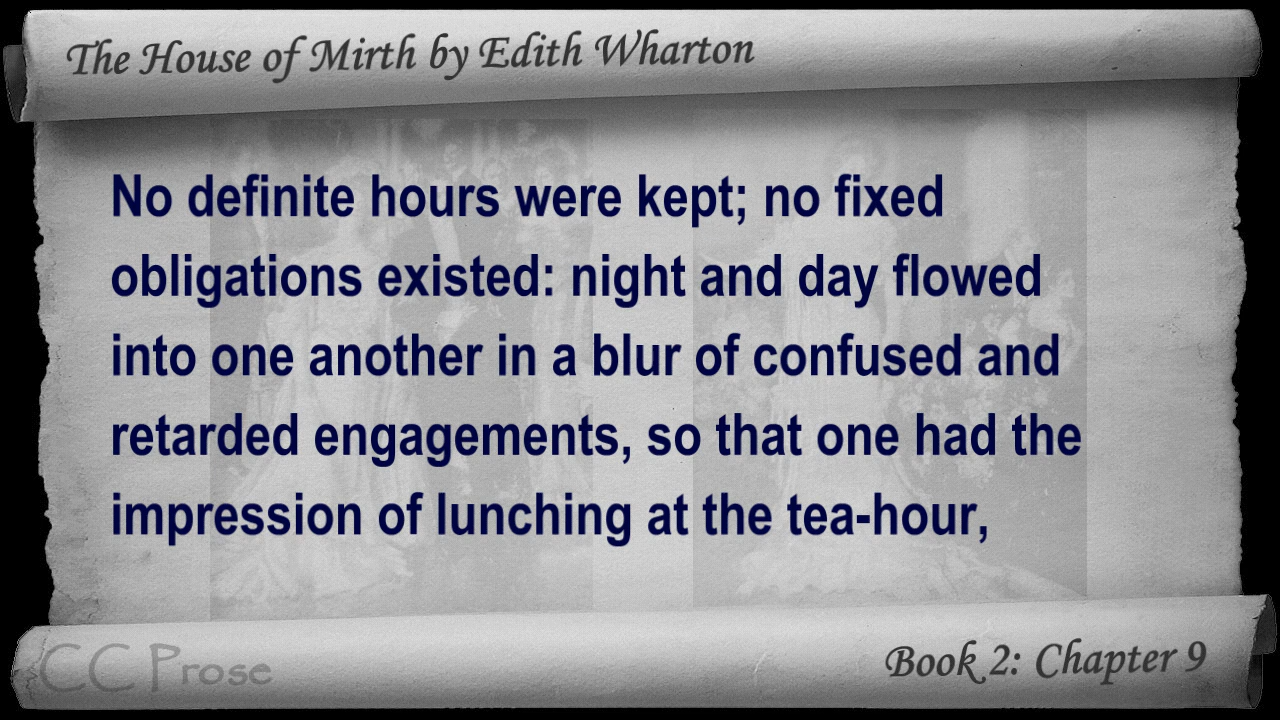 The House of Mirth by Edith Wharton
No definite hours were kept; no fixed
obligations existed: night and day flowed
into one another in a blur of confused and
retarded engagements, so that one had the
impression of lunching at the tea-hour,
CC Prose
Book 2: Chapter 9